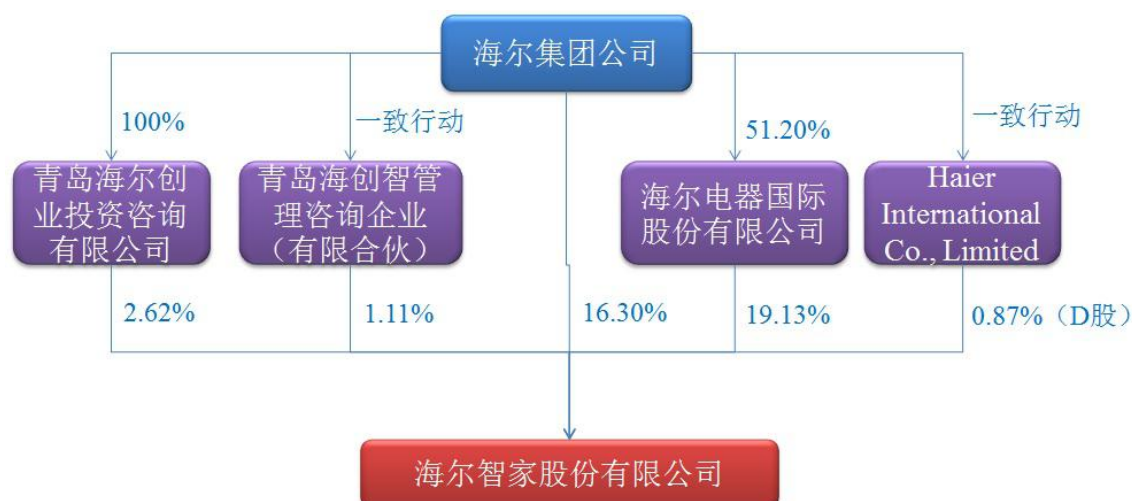 海尔集团公司
100%
一致行动
51.20%
一致行动
青岛海尔创
业投资咨询
有限公司
青岛海创智管
理咨询企业
（有限合伙）
海尔电器国际
股份有限公司
Haier
International
Co., Limited
2.62%
1.11%
16.30%
19.13%
0.87%（D股）
海尔智家股份有限公司